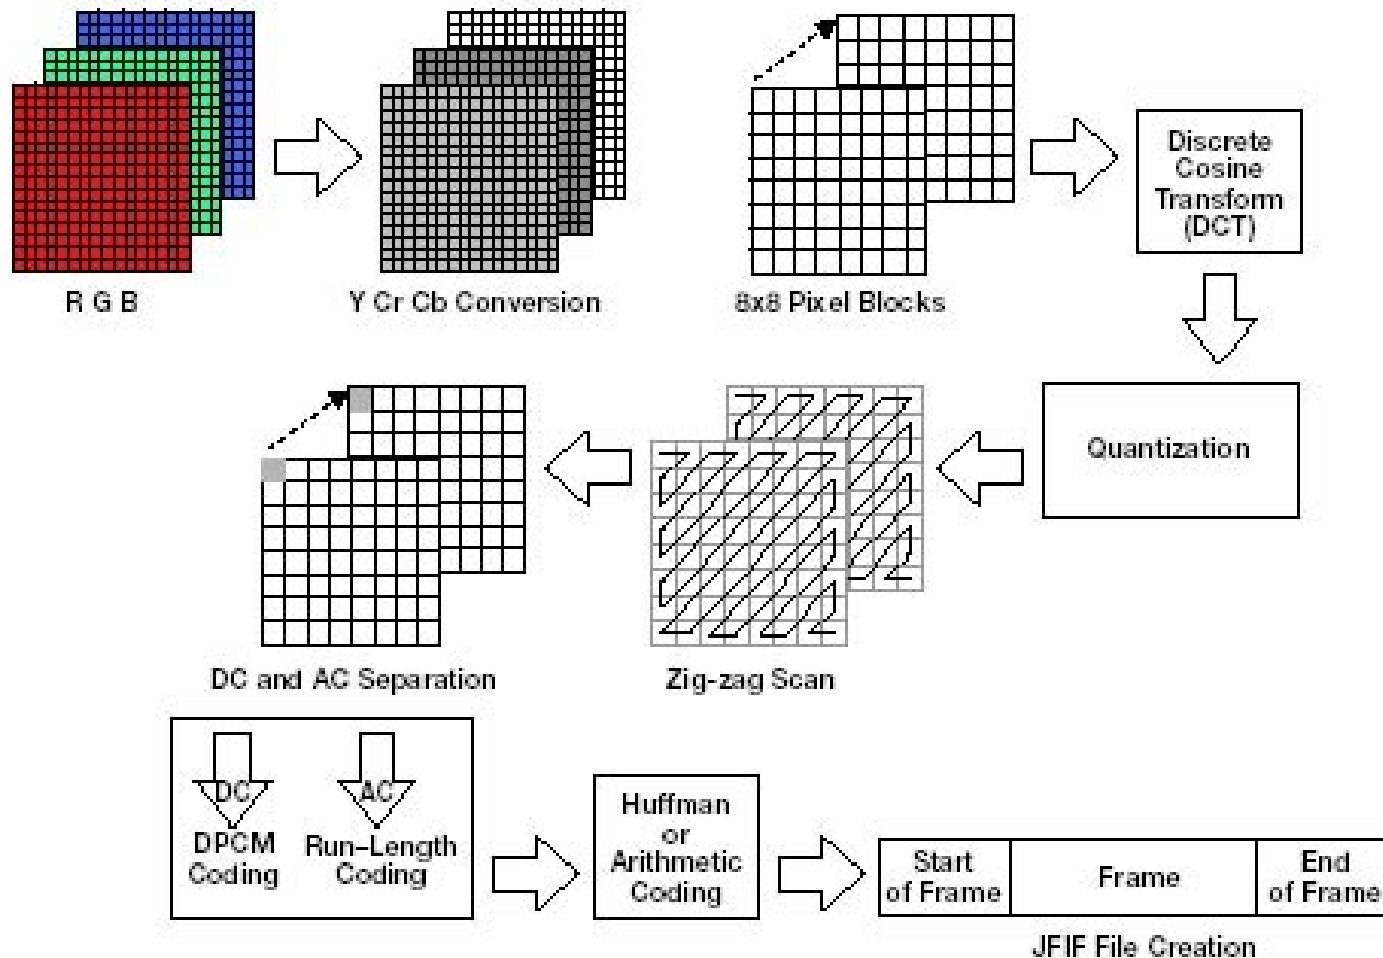 R G B
Y Cr Cb Conversion
8x8 Pixel Blocks
Discrete
Cosine
Transform
(DCT)
Quantization
Zig-zag Scan
DC and AC Separation
DC
DPCM
Coding
AC
Run-Length
Coding
Huffman
or
Arithmetic
Coding
Start
of Frame
Frame
End
of Frame
JFIF File Creation